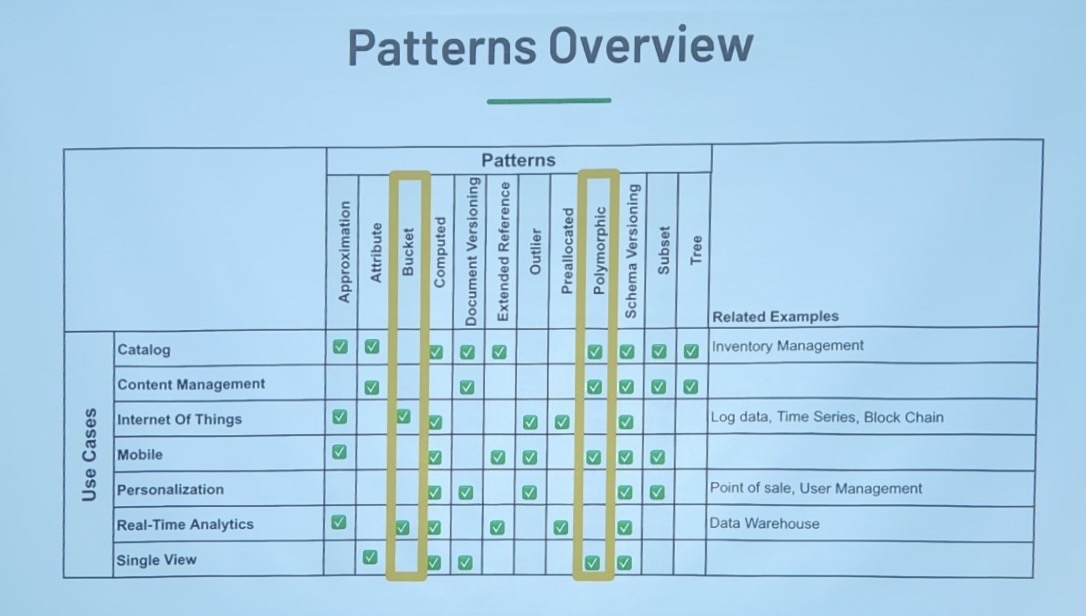 Patterns Overview
Patterns
Approximation
Attribute
Bucket
Computed
Document Versioning
Extended Reference
Outlier
Preallocated
Polymorphic
Schema Versioning
Subset
Tree
Related Examples
Use Cases
Catalog ✅ ✅ ✅ ✅ ✅ ✅ ✅ ✅ ✅ Inventory Management
Content Management ✅ ✅ ✅ ✅ ✅ ✅
Internet Of Things ✅ ✅ ✅ ✅ ✅ ✅ Log data, Time Series, Block Chain
Mobile ✅ ✅ ✅ ✅ ✅ ✅ ✅
Personalization ✅ ✅ ✅ ✅ ✅ Point of sale, User Management
Real-Time Analytics ✅ ✅ ✅ ✅ ✅ ✅ Data Warehouse
Single View ✅ ✅ ✅ ✅ ✅